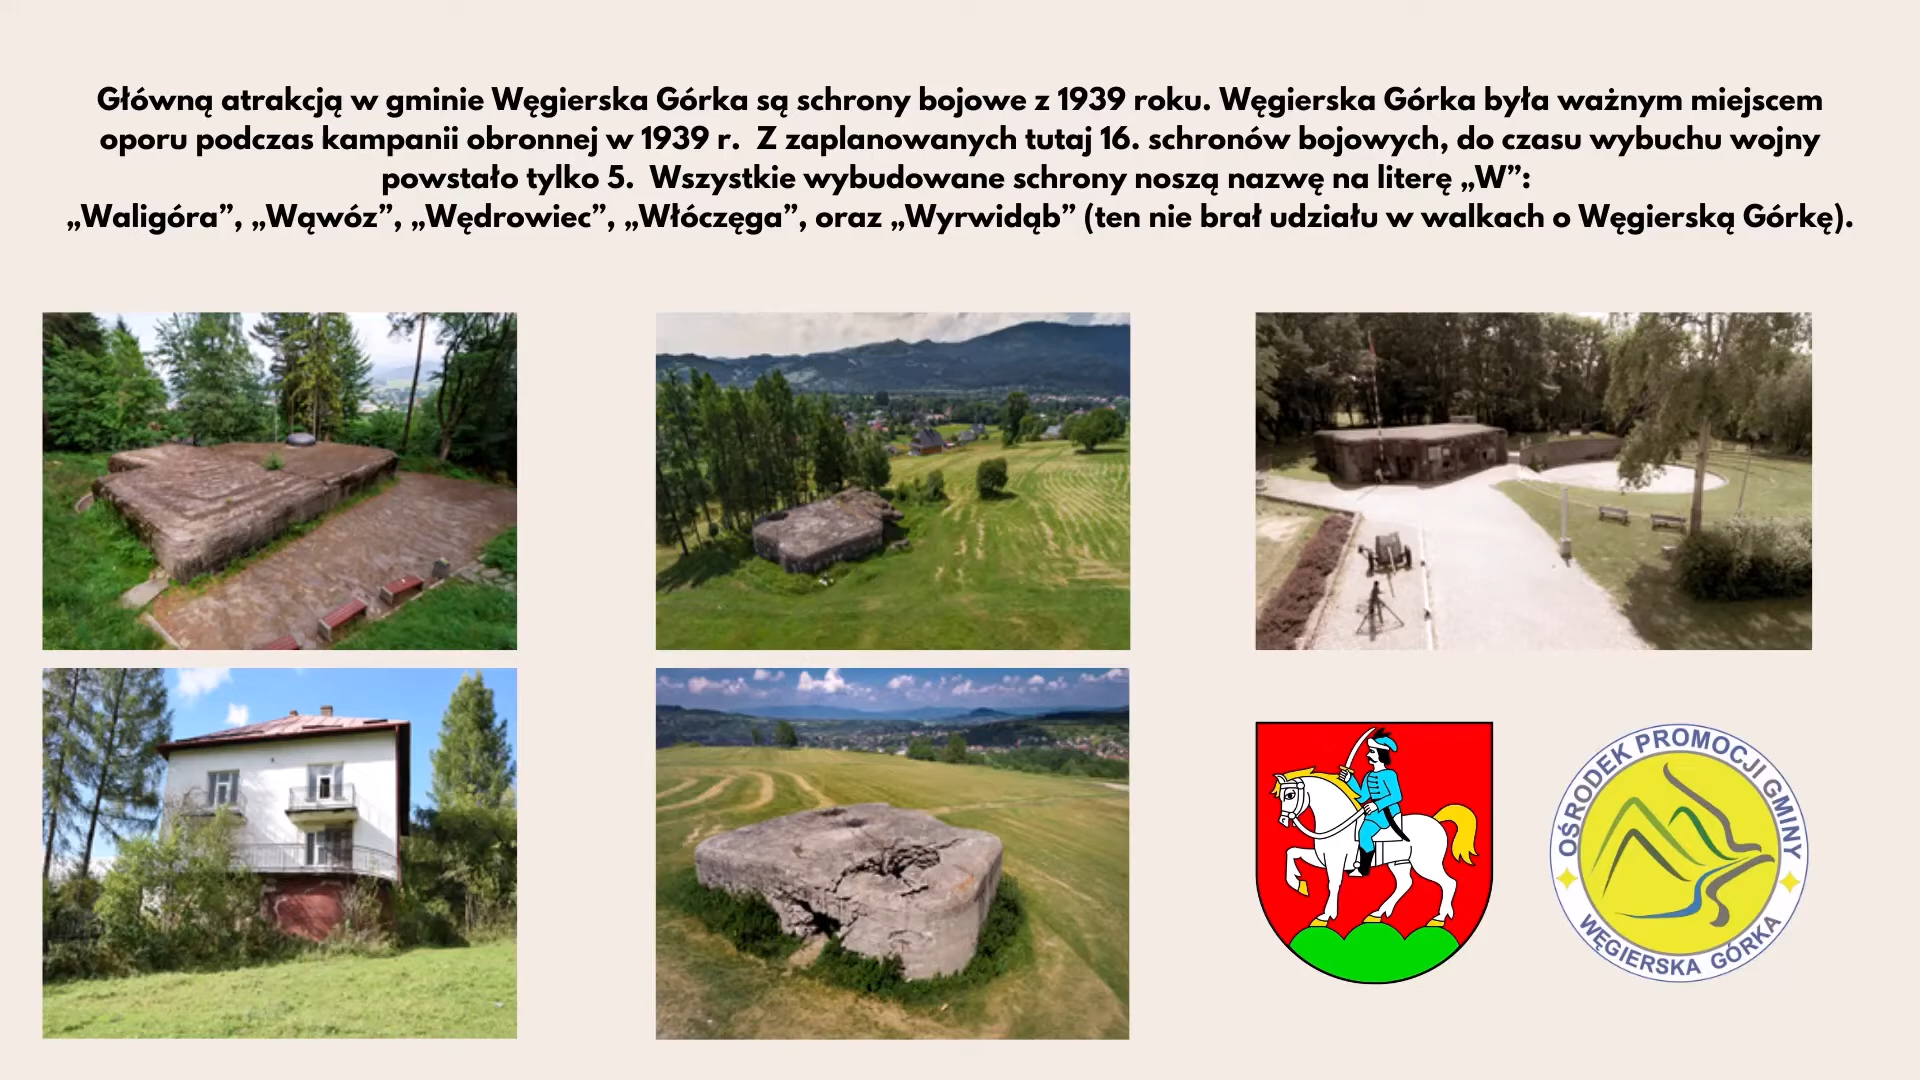 Główną atrakcją w gminie Węgierska Górka są schrony bojowe z 1939 roku. Węgierska Górka była ważnym miejscem
oporu podczas kampanii obronnej w 1939 r.  Z zaplanowanych tutaj 16. schronów bojowych, do czasu wybuchu wojny
powstało tylko 5.  Wszystkie wybudowane schrony noszą nazwę na literę „W”:
„Waligóra”, „Wąwóz”, „Wędrowiec”, „Włóczęga”, oraz „Wyrwidąb” (ten nie brał udziału w walkach o Węgierską Górkę).
OŚRODEK PROMOCJI GMINY
WĘGIERSKA GÓRKA